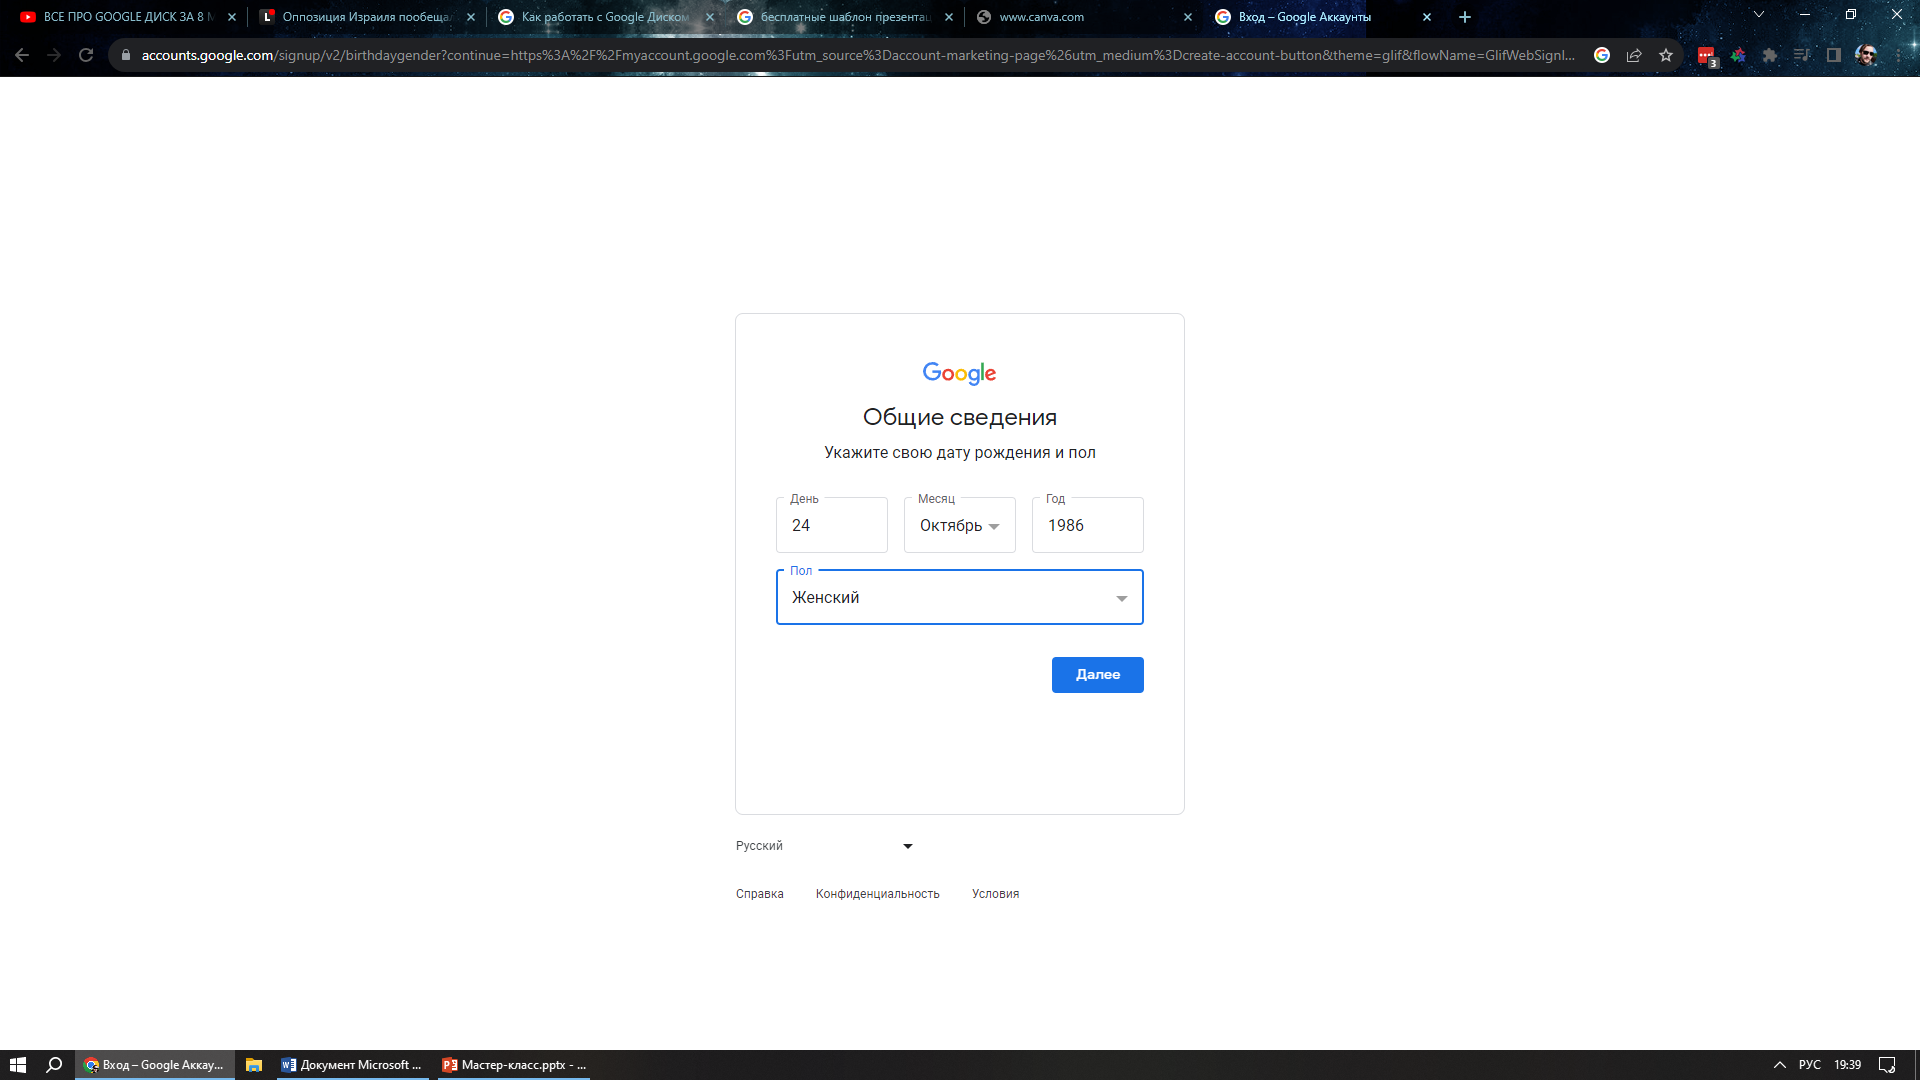 ВСЕ ПРО GOOGLE ДИСК ЗА 8 М
Оппозиция Израиля пообещал
Как работать с Google Диском
бесплатные шаблон презентац
www.canva.com
Вход – Google Аккаунты
accounts.google.com/signup/v2/birthdaygender?continue=https%3A%2F%2Fmyaccount.google.com%3Futm_source%3Daccount-marketing-page%26utm_medium%3Dcreate-account-button&theme=glif&flowName=GlifWebSignI...
3
Google
Общие сведения
Укажите свою дату рождения и пол
День
Месяц
Год
24
Октябрь
1986
Пол
Женский
Далее
Русский
Справка
Конфиденциальность
Условия
Вход – Google Аккау...
Документ Microsoft ...
Мастер-класс.pptx - ...
РУС
19:39